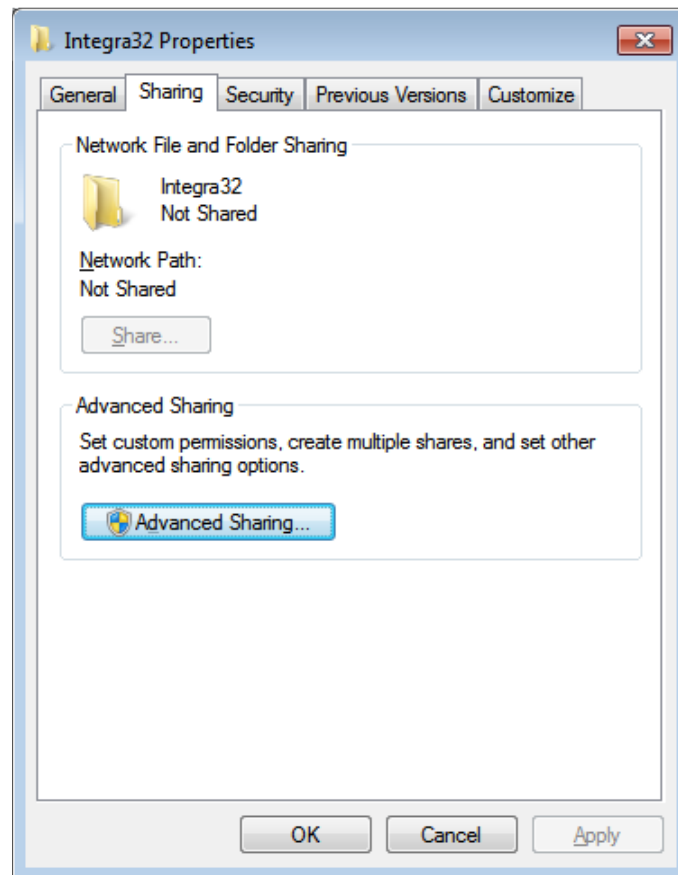 Integra32 Properties
General Sharing Security Previous Versions Customize
Network File and Folder Sharing
Integra32
Not Shared
Network Path:
Not Shared
Share...
Advanced Sharing
Set custom permissions, create multiple shares, and set other
advanced sharing options.
Advanced Sharing...
OK Cancel Apply